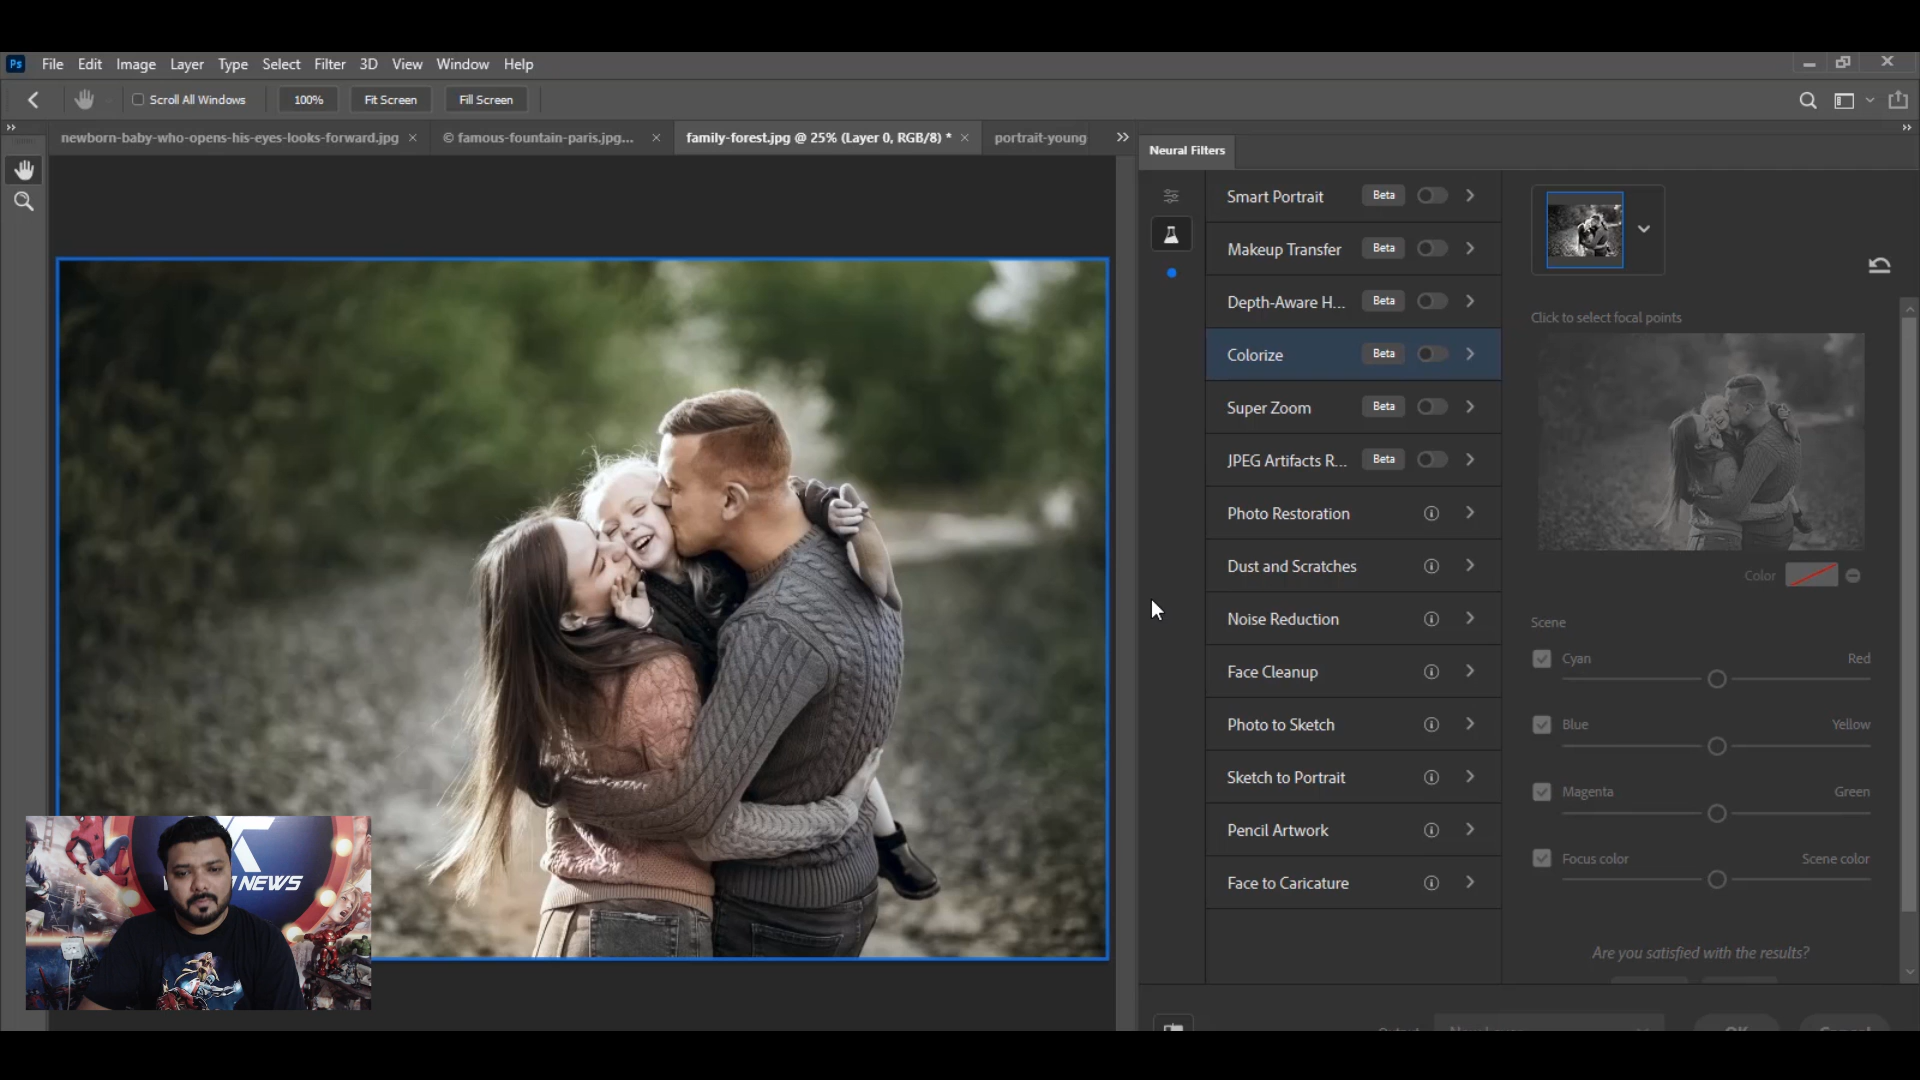 Ps File Edit Image Layer Type Select Filter 3D View Window Help
Scroll All Windows 100% Fit Screen Fill Screen
newborn-baby-who-opens-his-eyes-looks-forward.jpg × © famous-fountain-paris.jpg... × family-forest.jpg @ 25% (Layer 0, RGB/8) * × portrait-young
Neural Filters
Smart Portrait Beta
Makeup Transfer Beta
Depth-Aware H... Beta
Colorize Beta
Super Zoom Beta
JPEG Artifacts R... Beta
Photo Restoration
Dust and Scratches
Noise Reduction
Face Cleanup
Photo to Sketch
Sketch to Portrait
Pencil Artwork
Face to Caricature
Click to select focal points
Color
Scene
Cyan Red
Blue Yellow
Magenta Green
Focus color Scene color
Are you satisfied with the results?
NEWS